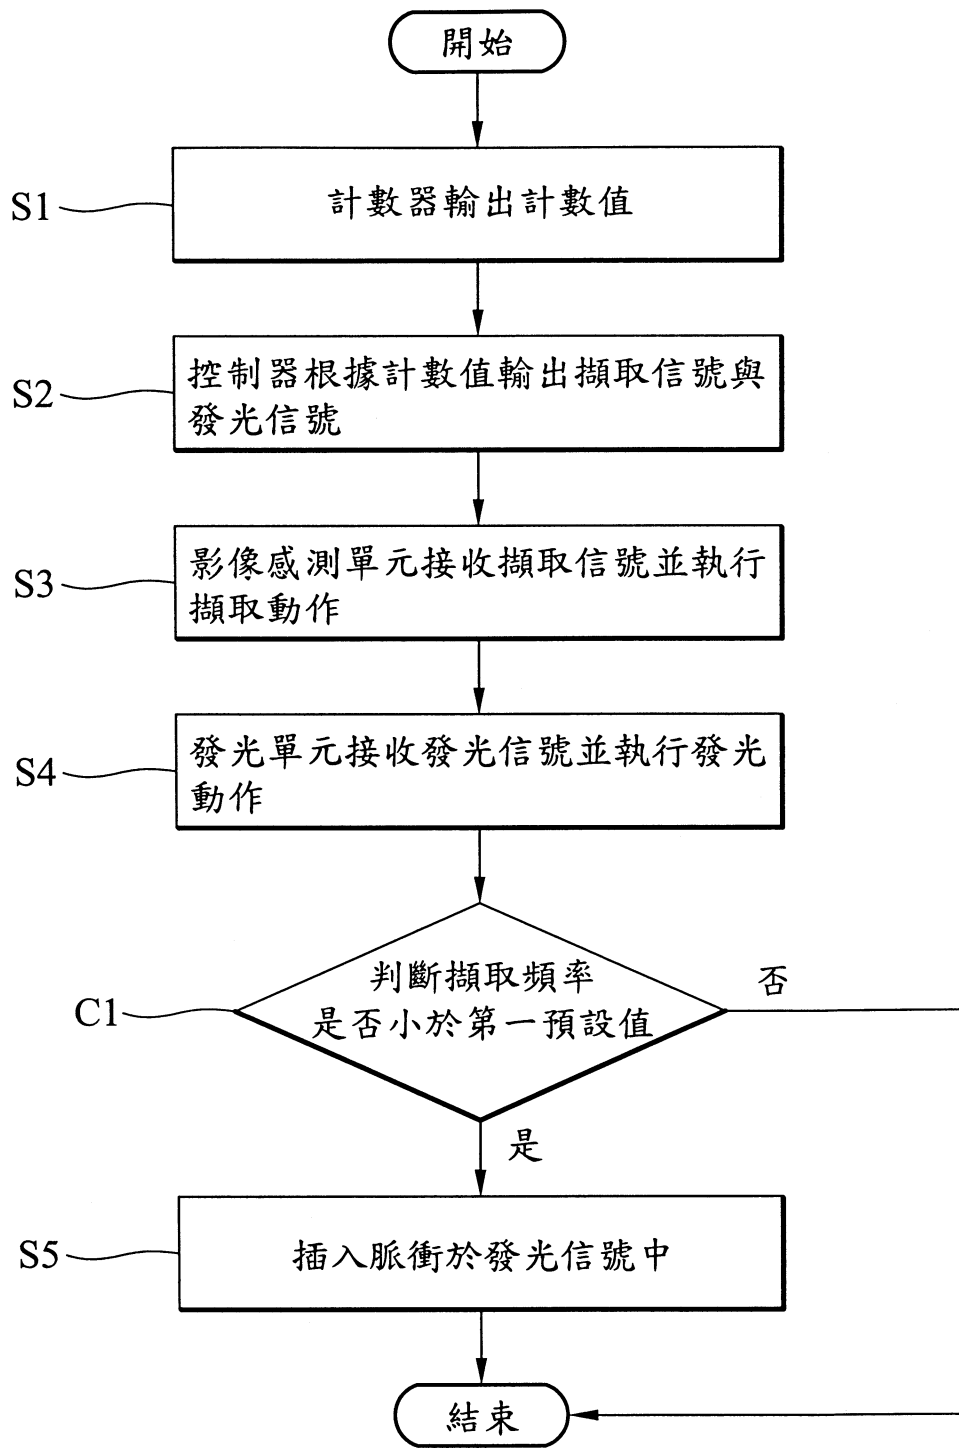 開始
S1
計數器輸出計數值
S2
控制器根據計數值輸出擷取信號與
發光信號
S3
影像感測單元接收擷取信號並執行
擷取動作
S4
發光單元接收發光信號並執行發光
動作
C1
判斷擷取頻率
是否小於第一預設值
否
是
S5
插入脈衝於發光信號中
結束